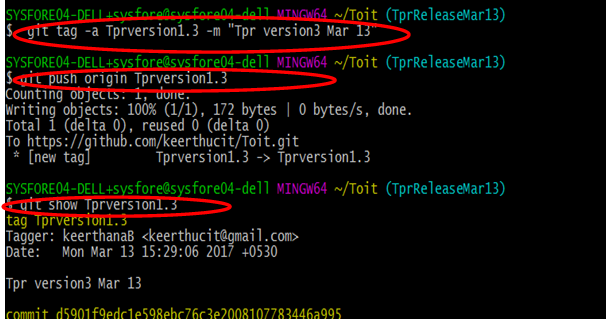 SYSFORE04-DELL+sysfore@sysfore04-dell MINGW64 ~/Toit (TprReleaseMar13)
$ git tag -a Tprversion1.3 -m "Tpr version3 Mar 13"
SYSFORE04-DELL+sysfore@sysfore04-dell MINGW64 ~/Toit (TprReleaseMar13)
$ git push origin Tprversion1.3
Counting objects: 1, done.
Writing objects: 100% (1/1), 172 bytes | 0 bytes/s, done.
Total 1 (delta 0), reused 0 (delta 0)
To https://github.com/keerthucit/Toit.git
* [new tag] Tprversion1.3 -> Tprversion1.3
SYSFORE04-DELL+sysfore@sysfore04-dell MINGW64 ~/Toit (TprReleaseMar13)
$ git show Tprversion1.3
tag Tprversion1.3
Tagger: keerthanaB <keerthucit@gmail.com>
Date: Mon Mar 13 15:29:06 2017 +0530
Tpr version3 Mar 13
commit d5901f9edc1e598ebc76c3e2008107783446a995